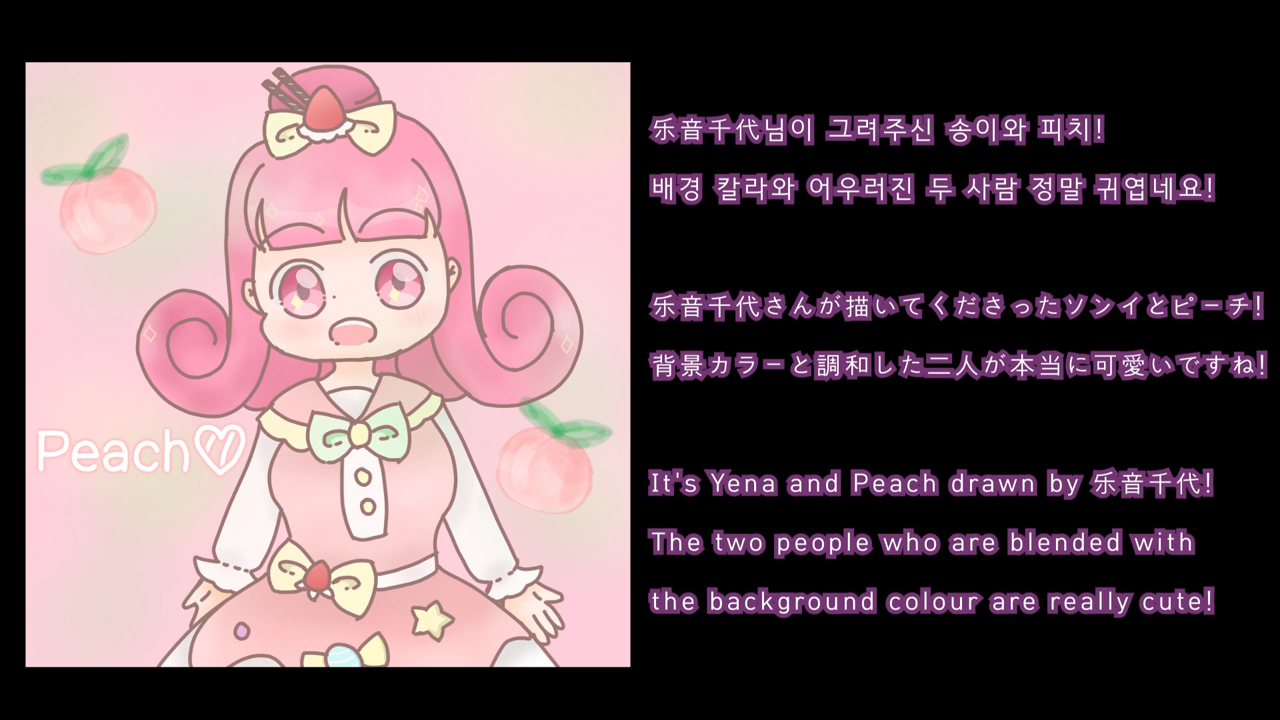 Peach♡
乐音千代님이 그려주신 송이와 피치!
배경 칼라와 어우러진 두 사람 정말 귀엽네요!
乐音千代さんが描いてくださったソンイとピーチ!
背景カラーと調和した二人が本当に可愛いですね!
It's Yena and Peach drawn by 乐音千代!
The two people who are blended with
the background colour are really cute!